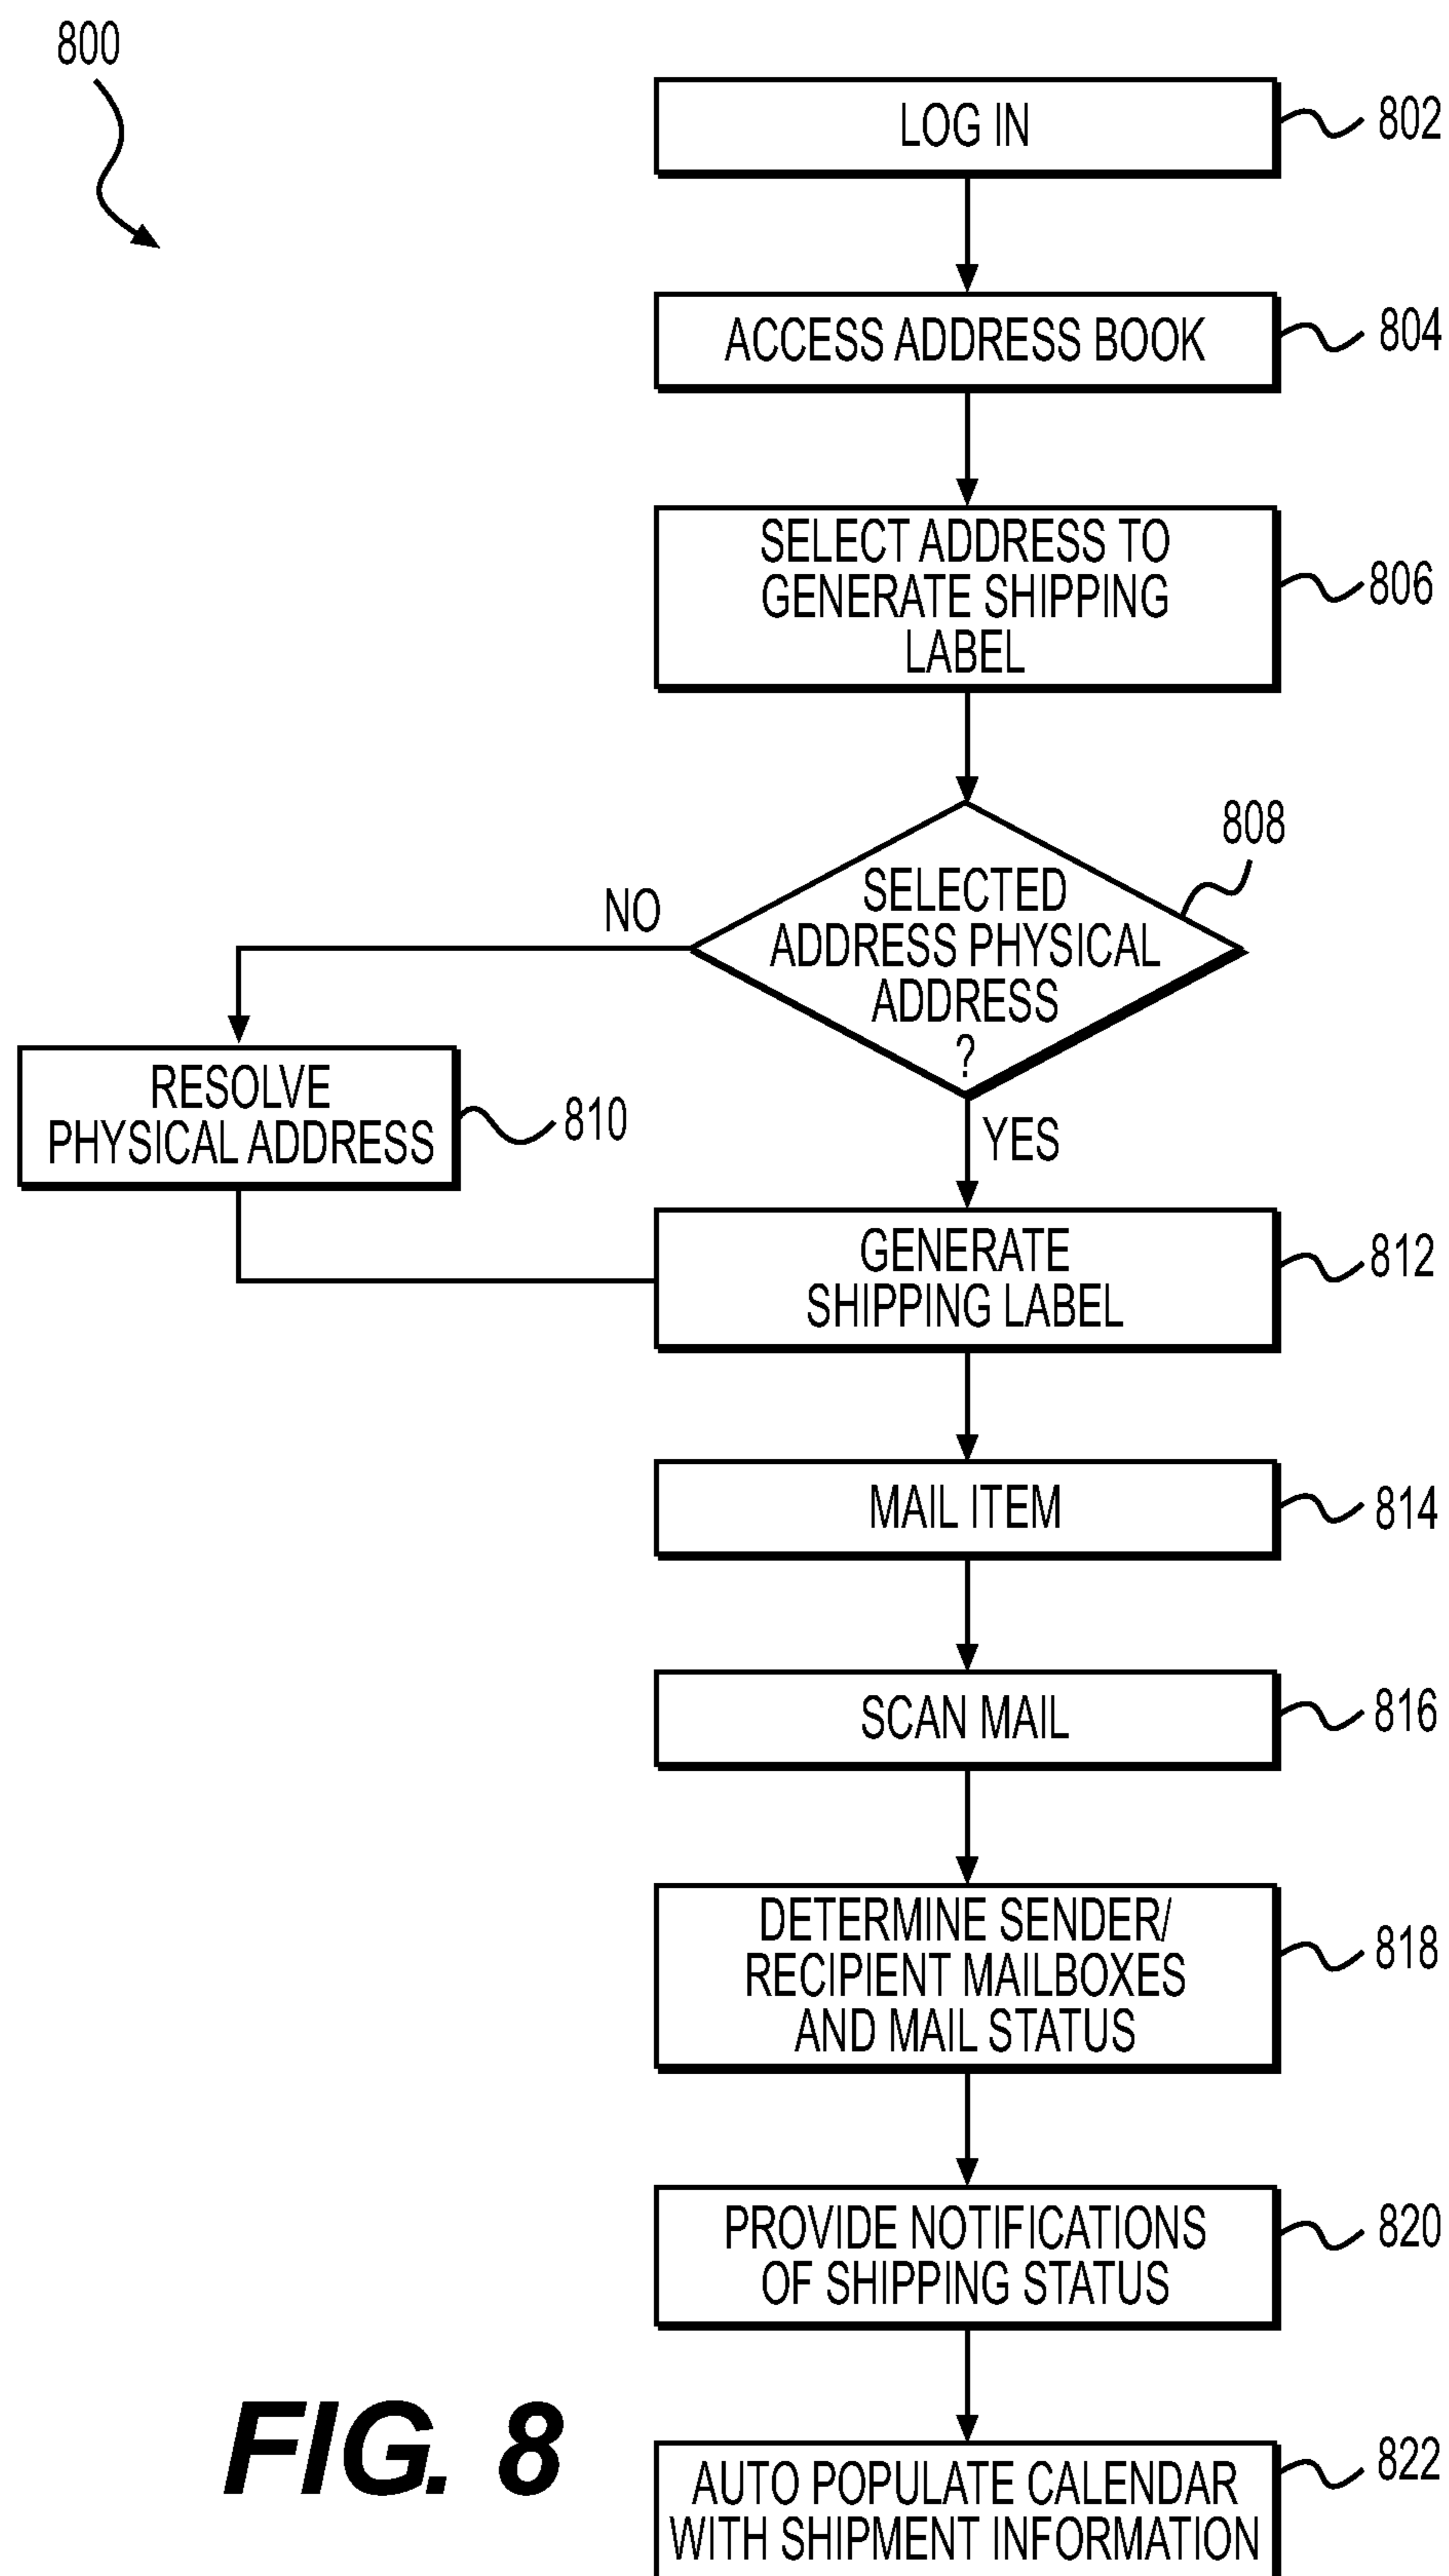 800
LOG IN
802
ACCESS ADDRESS BOOK
804
SELECT ADDRESS TO
GENERATE SHIPPING
LABEL
806
808
SELECTED
ADDRESS PHYSICAL
ADDRESS
?
NO
YES
RESOLVE
PHYSICAL ADDRESS
810
GENERATE
SHIPPING LABEL
812
MAIL ITEM
814
SCAN MAIL
816
DETERMINE SENDER/
RECIPIENT MAILBOXES
AND MAIL STATUS
818
PROVIDE NOTIFICATIONS
OF SHIPPING STATUS
820
AUTO POPULATE CALENDAR
WITH SHIPMENT INFORMATION
822
FIG. 8